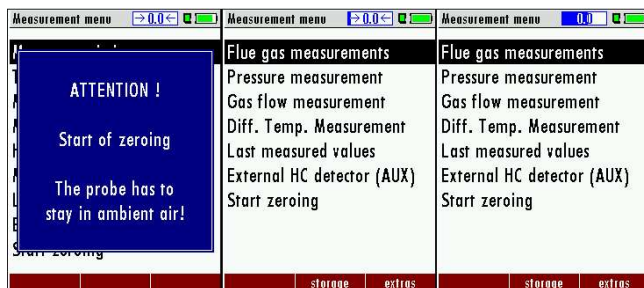 Measurement menu →0.0←
ATTENTION !
Start of zeroing
The probe has to
stay in ambient air!
Start zeroing
Measurement menu →0.0←
Flue gas measurements
Pressure measurement
Gas flow measurement
Diff. Temp. Measurement
Last measured values
External HC detector (AUX)
Start zeroing
storage extras
Measurement menu 0.0
Flue gas measurements
Pressure measurement
Gas flow measurement
Diff. Temp. Measurement
Last measured values
External HC detector (AUX)
Start zeroing
storage extras